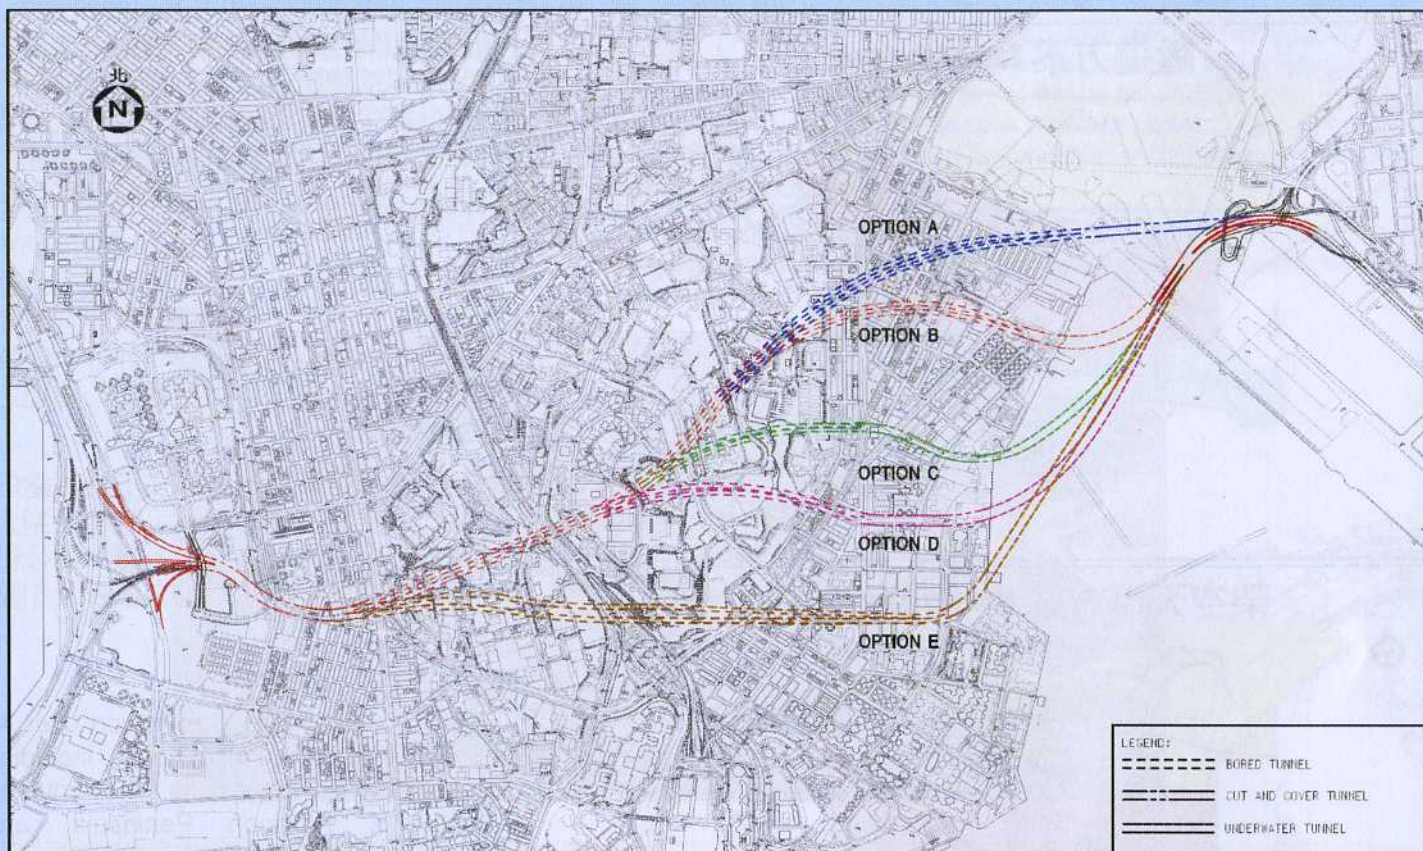 N
OPTION A
OPTION B
OPTION C
OPTION D
OPTION E
LEGEND:
BORED TUNNEL
CUT AND COVER TUNNEL
UNDERWATER TUNNEL